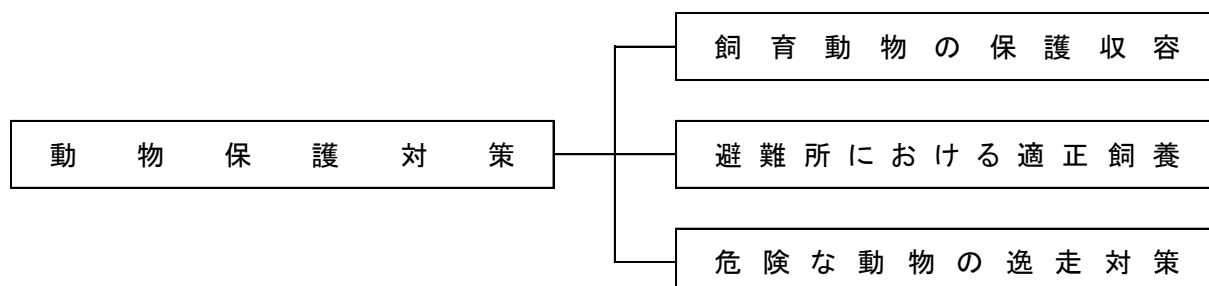 動物保護対策
飼育動物の保護収容
避難所における適正飼養
危険な動物の逸走対策